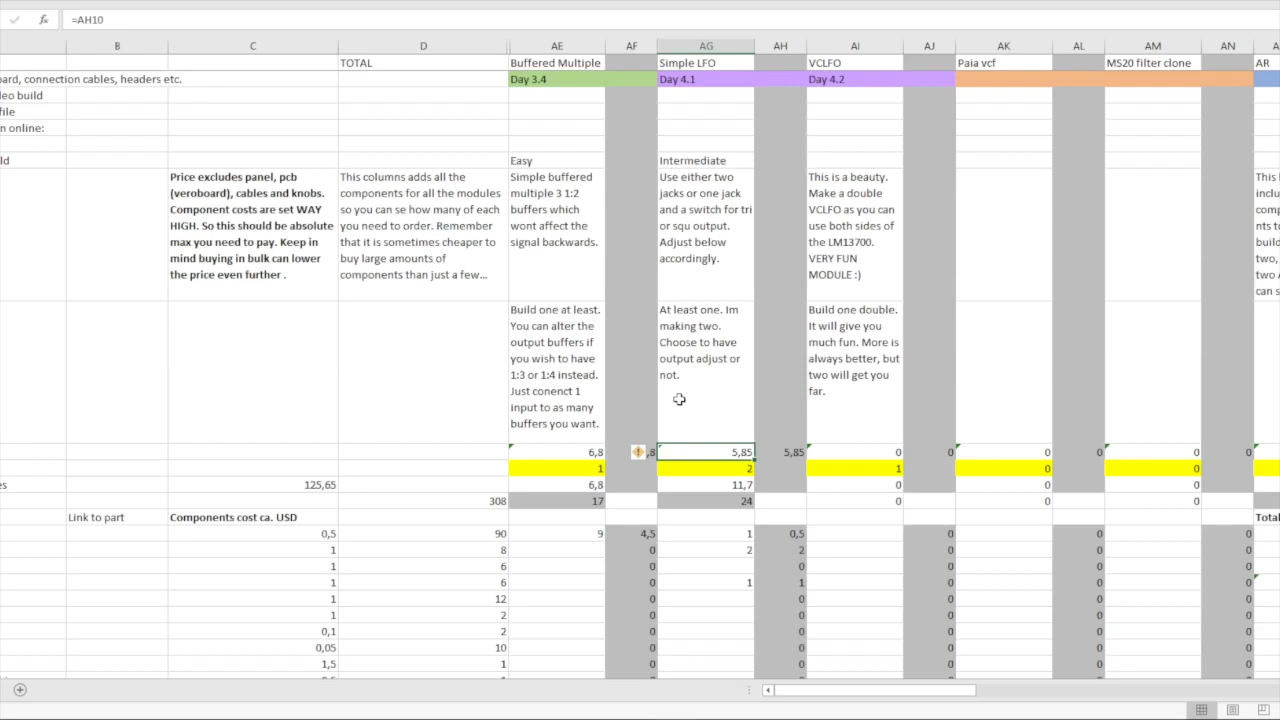 fx =AH10
B C D AE AF AG AH AI AJ AK AL AM AN
TOTAL Buffered Multiple Simple LFO VCLFO Paia vcf MS20 filter clone AR
oard, connection cables, headers etc. Day 3.4 Day 4.1 Day 4.2
deo build
file
n online:
ld Easy Intermediate
Price excludes panel, pcb
(veroboard), cables and knobs.
Component costs are set WAY
HIGH. So this should be absolute
max you need to pay. Keep in
mind buying in bulk can lower
the price even further .
This columns adds all the
components for all the modules
so you can se how many of each
you need to order. Remember
that it is sometimes cheaper to
buy large amounts of
components than just a few...
Simple buffered
multiple 3 1:2
buffers which
wont affect the
signal backwards.
Use either two
jacks or one jack
and a switch for tri
or squ output.
Adjust below
accordingly.
This is a beauty.
Make a double
VCLFO as you can
use both sides of
the LM13700.
VERY FUN
MODULE :)
This l
includ
comp
nts to
build
two,
two A
can s
Build one at least.
You can alter the
output buffers if
you wish to have
1:3 or 1:4 instead.
Just conenct 1
input to as many
buffers you want.
At least one. Im
making two.
Choose to have
output adjust or
not.
Build one double.
It will give you
much fun. More is
always better, but
two will get you
far.
6,8 ,8 5,85 5,85 0 0 0 0 0 0
1 2 1 0 0
es 125,65 6,8 11,7 0 0 0
308 17 24 0 0 0
Link to part Components cost ca. USD Total
0,5 90 9 4,5 1 0,5 0 0 0
1 8 0 2 2 0 0 0
1 6 0 0 0 0 0
1 6 0 1 1 0 0 0
1 12 0 0 0 0 0
1 2 0 0 0 0 0
0,1 2 0 0 0 0 0
0,05 10 0 0 0 0 0
1,5 1 0 0 0 0 0